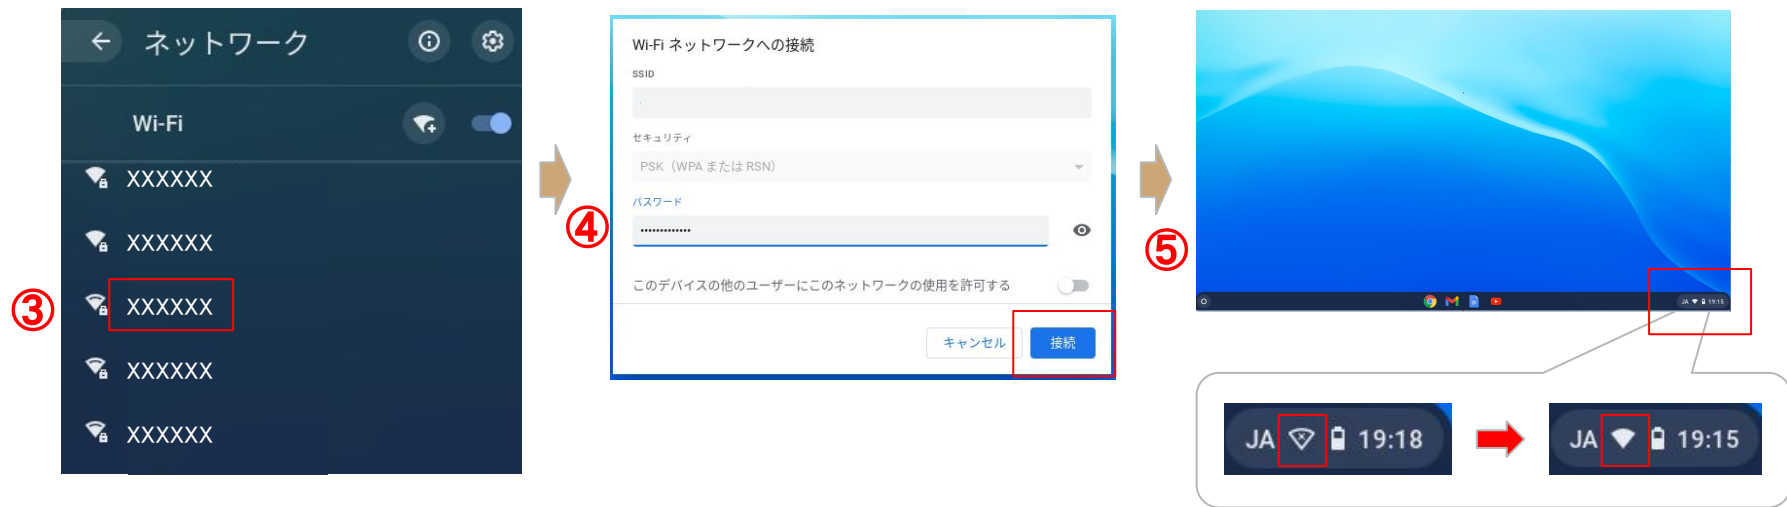 ③
ネットワーク
Wi-Fi
XXXXXX
XXXXXX
XXXXXX
XXXXXX
XXXXXX
④
Wi-Fi ネットワークへの接続
SSID
セキュリティ
PSK（WPA または RSN）
パスワード
•••••••••••••
このデバイスの他のユーザーにこのネットワークの使用を許可する
キャンセル
接続
⑤
JA 19:15
JA 19:18
JA 19:15